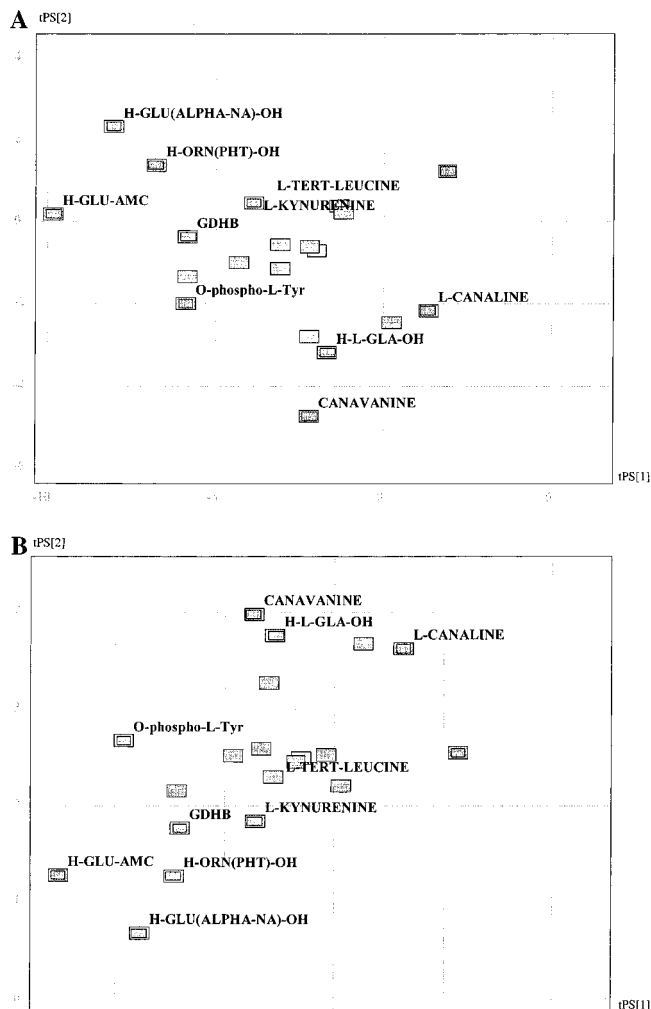 A
tPS[2]
H-GLU(ALPHA-NA)-OH
H-ORN(PHT)-OH
L-TERT-LEUCINE
H-GLU-AMC
L-KYNURENINE
GDHB
O-phospho-L-Tyr
L-CANALINE
H-L-GLA-OH
CANAVANINE
tPS[1]
-10
B
tPS[2]
CANAVANINE
H-L-GLA-OH
L-CANALINE
O-phospho-L-Tyr
L-TERT-LEUCINE
L-KYNURENINE
GDHB
H-GLU-AMC
H-ORN(PHT)-OH
H-GLU(ALPHA-NA)-OH
tPS[1]